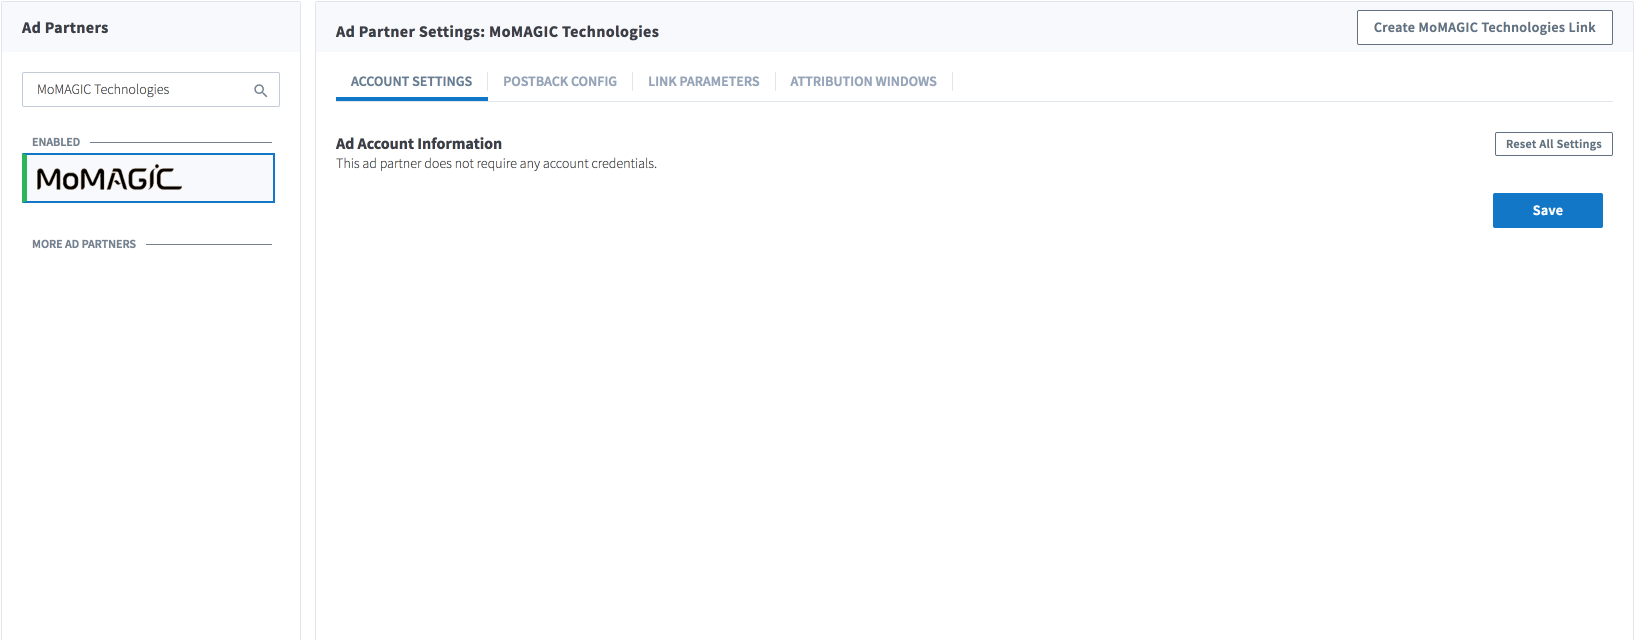 Ad Partners
MoMAGIC Technologies
ENABLED
MoMAGIC
MORE AD PARTNERS
Ad Partner Settings: MoMAGIC Technologies
Create MoMAGIC Technologies Link
ACCOUNT SETTINGS
POSTBACK CONFIG
LINK PARAMETERS
ATTRIBUTION WINDOWS
Ad Account Information
This ad partner does not require any account credentials.
Reset All Settings
Save